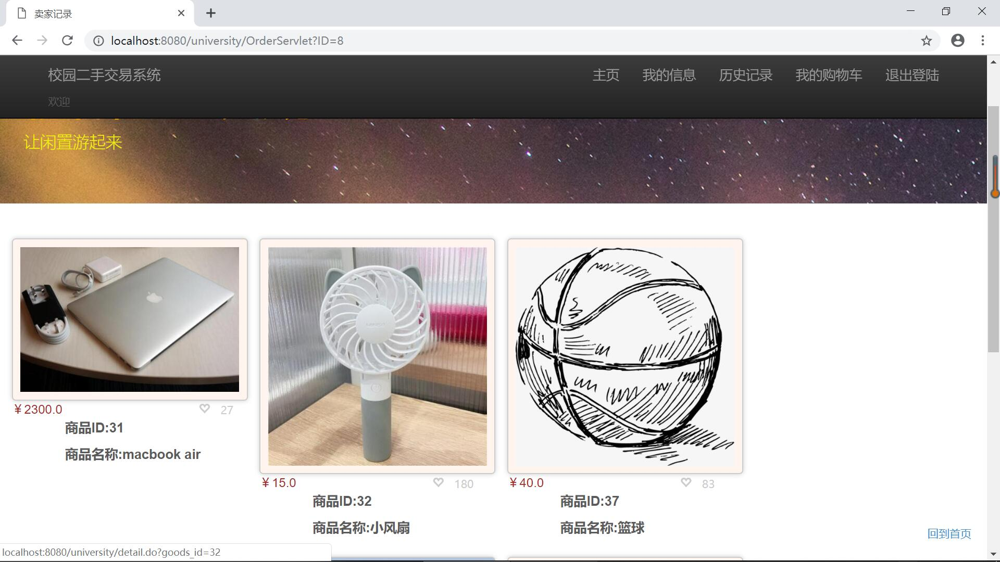 卖家记录
localhost:8080/university/OrderServlet?ID=8
校园二手交易系统 主页 我的信息 历史记录 我的购物车 退出登陆
欢迎
让闲置游起来
¥2300.0 27
商品ID:31
商品名称:macbook air
¥15.0 180
商品ID:32
商品名称:小风扇
¥40.0 83
商品ID:37
商品名称:篮球
回到首页
localhost:8080/university/detail.do?goods_id=32